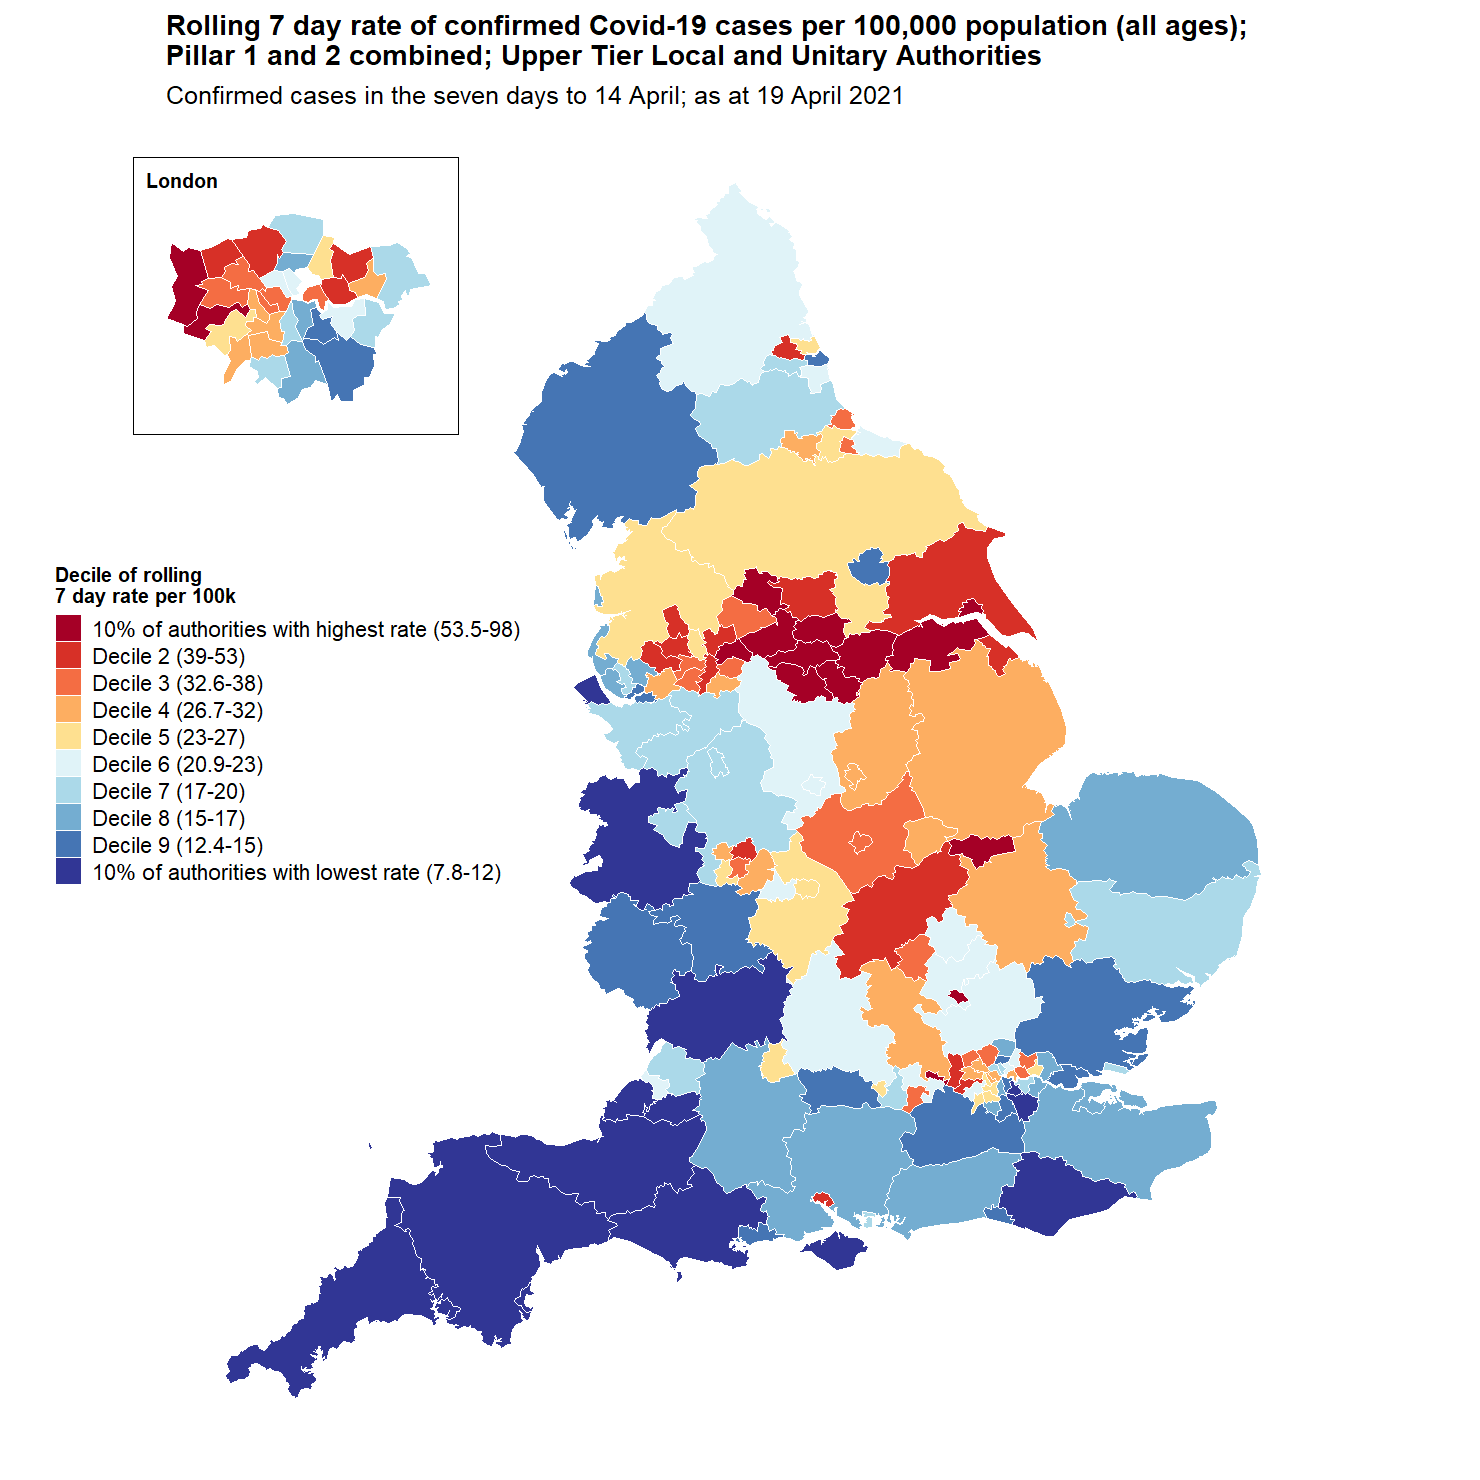 Rolling 7 day rate of confirmed Covid-19 cases per 100,000 population (all ages);
Pillar 1 and 2 combined; Upper Tier Local and Unitary Authorities
Confirmed cases in the seven days to 14 April; as at 19 April 2021
London
Decile of rolling
7 day rate per 100k
10% of authorities with highest rate (53.5-98)
Decile 2 (39-53)
Decile 3 (32.6-38)
Decile 4 (26.7-32)
Decile 5 (23-27)
Decile 6 (20.9-23)
Decile 7 (17-20)
Decile 8 (15-17)
Decile 9 (12.4-15)
10% of authorities with lowest rate (7.8-12)